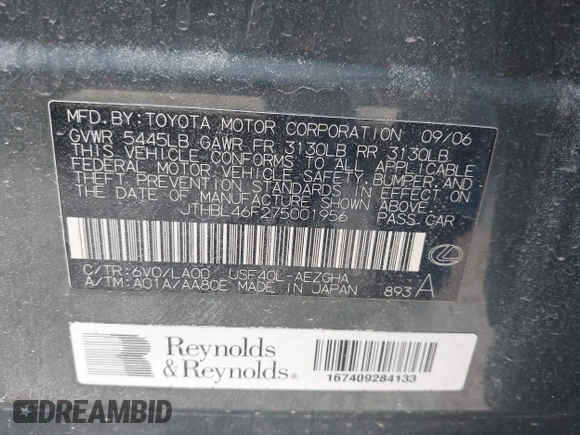 MFD.BY:TOYOTA MOTOR CORPORATION 09/06
GVWR 5445LB GAWR FR 3130LB RR 3130LB
THIS VEHICLE CONFORMS TO ALL APPLICABLE
FEDERAL MOTOR VEHICLE SAFETY,BUMPER,AND
THEFT PREVENTION STANDARDS IN EFFECT ON
THE DATE OF MANUFACTURE SHOWN ABOVE.
JTHBL46F275001956 PASS.CAR
C/TR:6V0/LA00 USF40L-AEZGHA
A/TM:A01A/AA80E MADE IN JAPAN 893 A
Reynolds
& Reynolds®
167409284133
DREAMBID